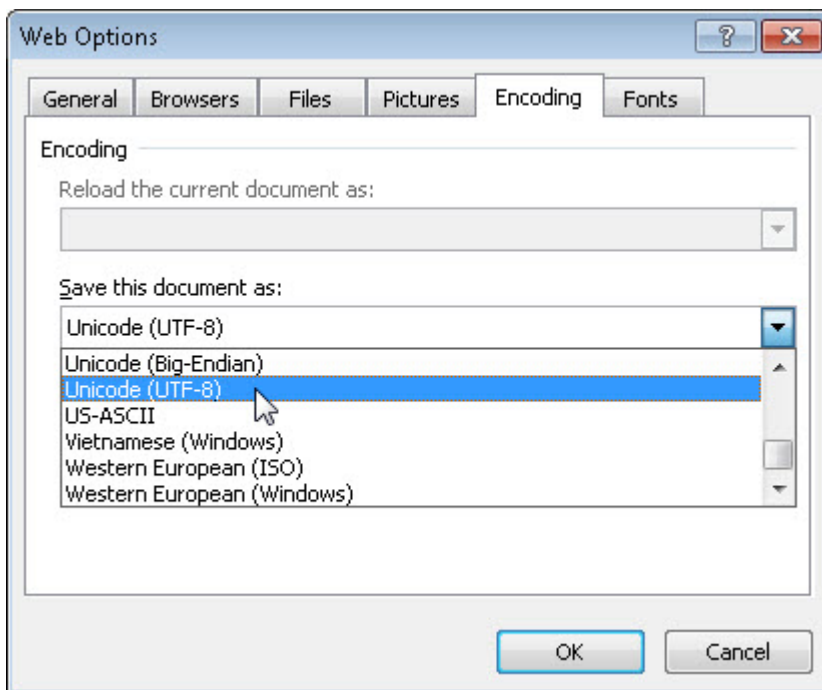 Web Options
General Browsers Files Pictures Encoding Fonts
Encoding
Reload the current document as:
Save this document as:
Unicode (UTF-8)
Unicode (Big-Endian)
Unicode (UTF-8)
US-ASCII
Vietnamese (Windows)
Western European (ISO)
Western European (Windows)
OK Cancel